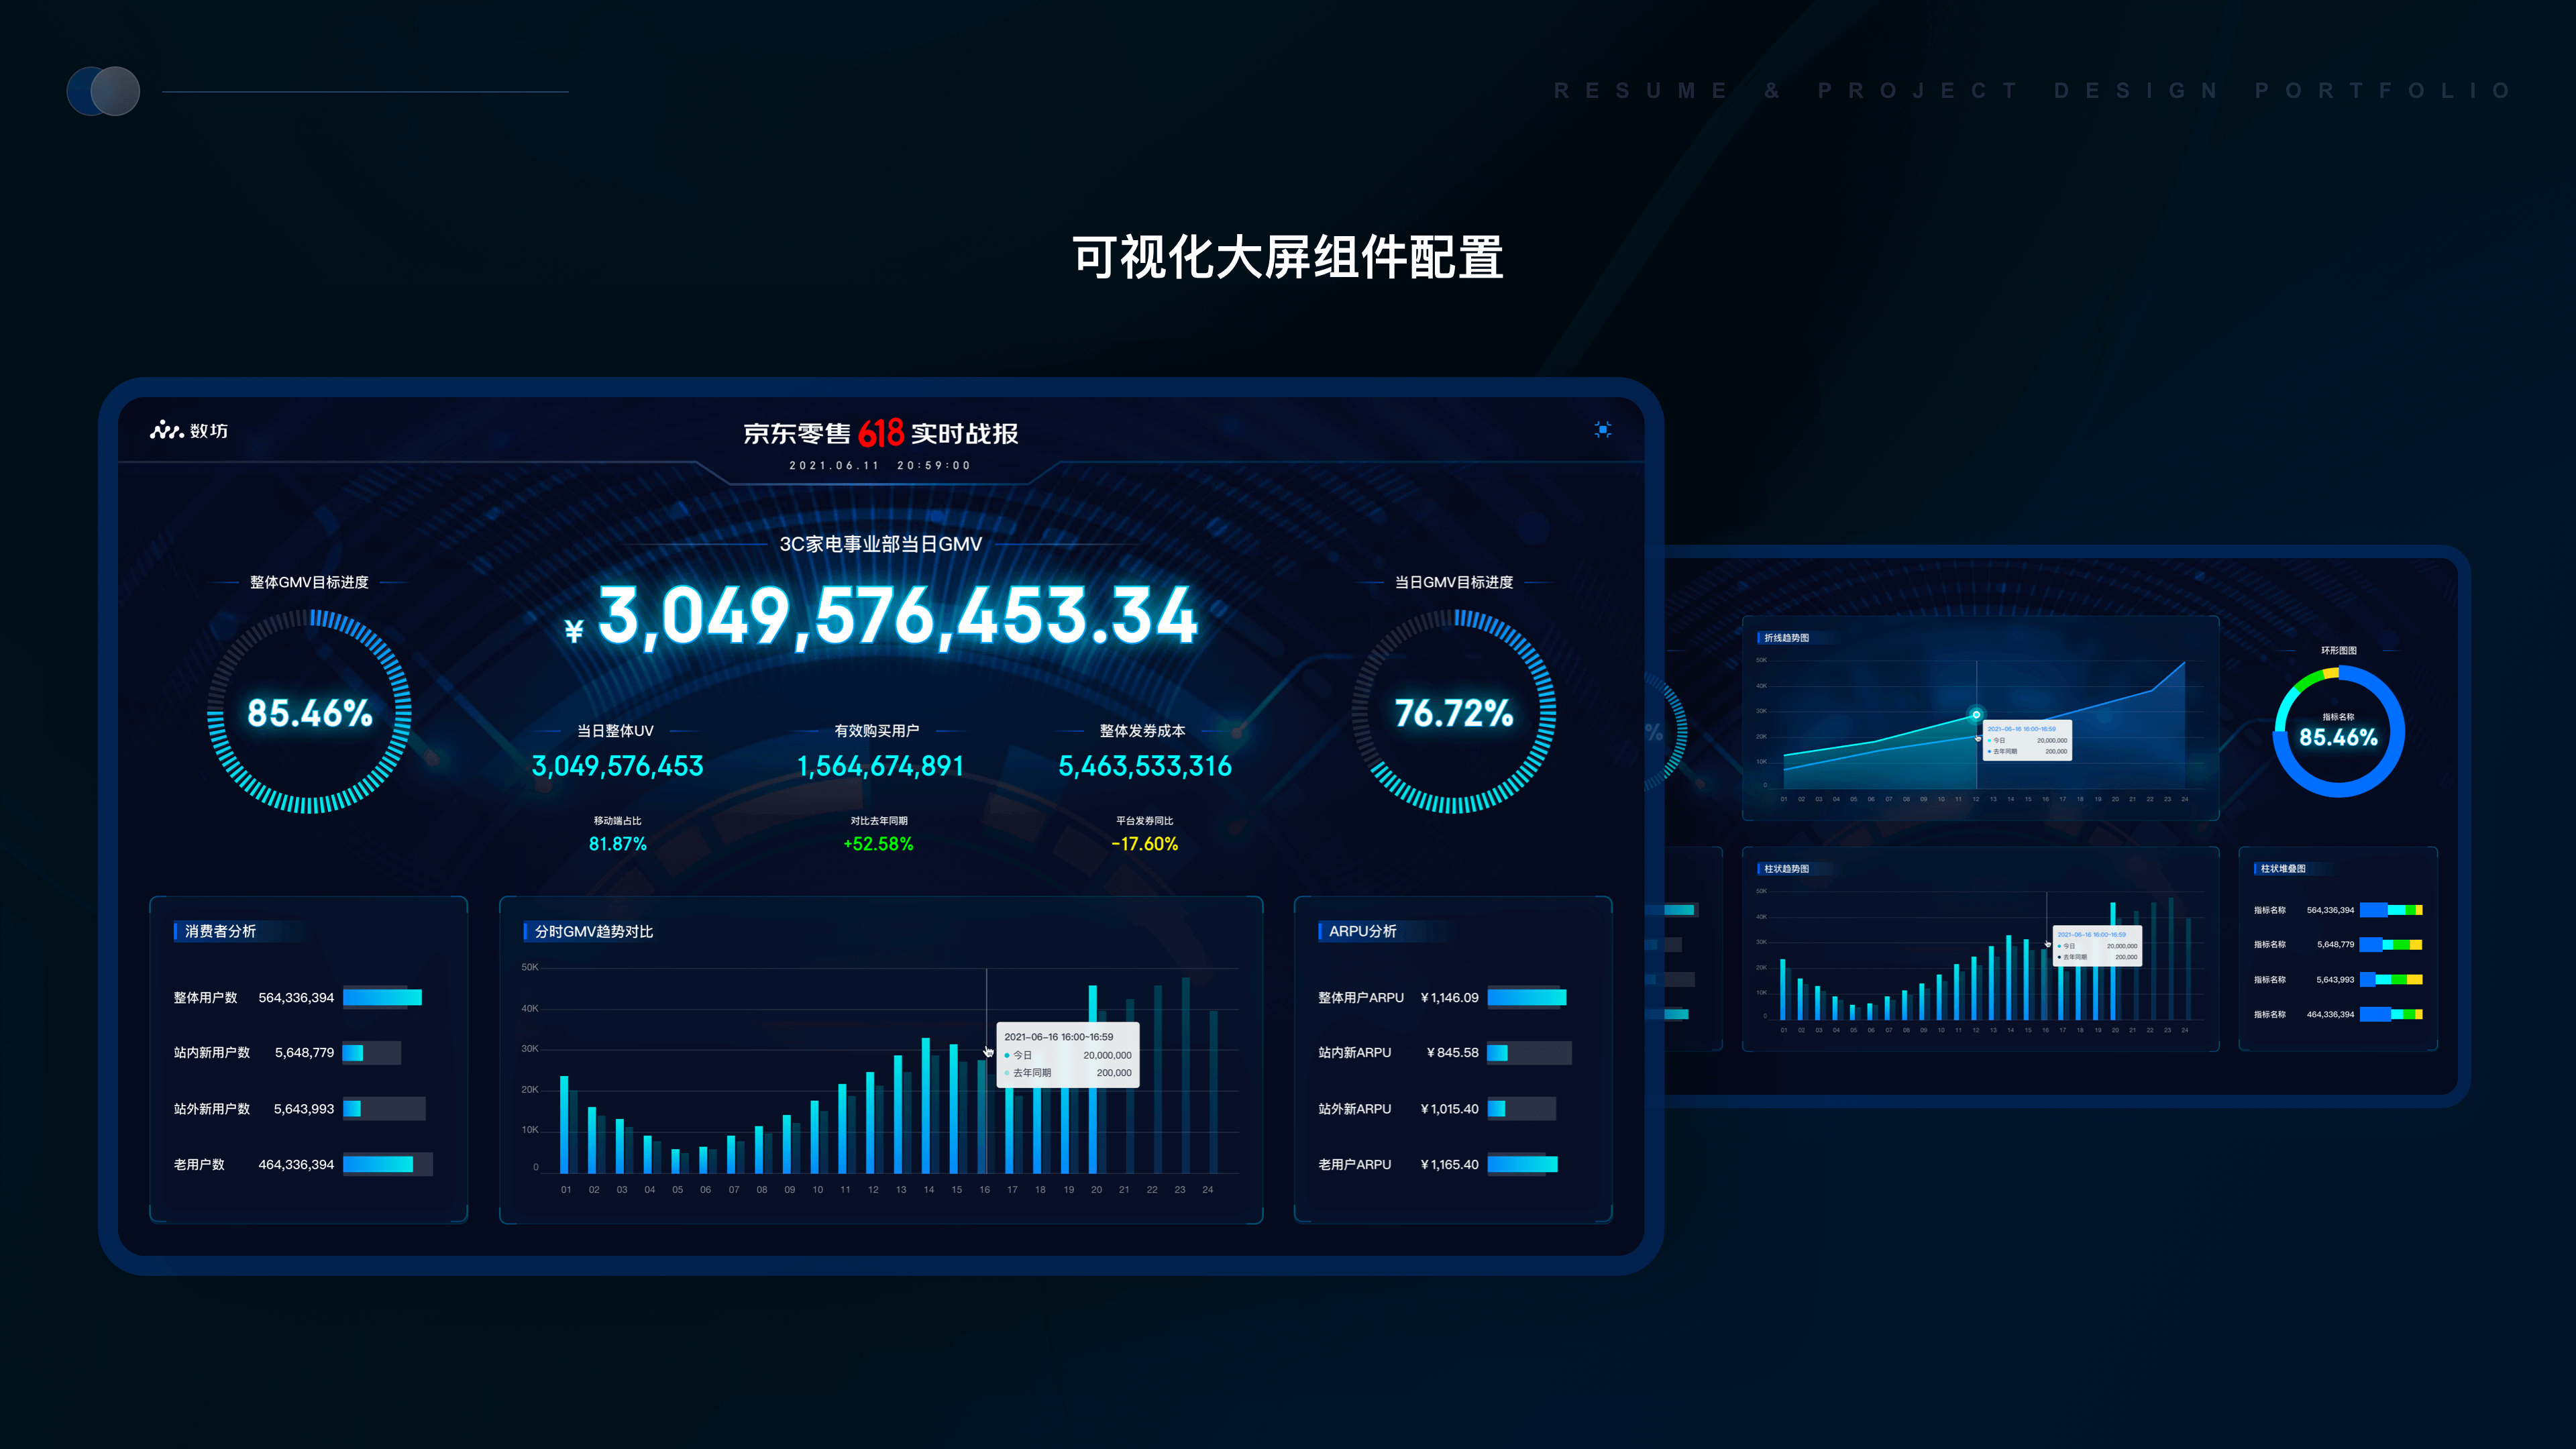 RESUME & PROJECT DESIGN PORTFOLIO
可视化大屏组件配置
数坊
京东零售618实时战报
2021.06.11 20:59:00
3C家电事业部当日GMV
¥ 3,049,576,453.34
整体GMV目标进度
85.46%
当日GMV目标进度
76.72%
当日整体UV
3,049,576,453
移动端占比
81.87%
有效购买用户
1,564,674,891
对比去年同期
+52.58%
整体发券成本
5,463,533,316
平台发券同比
-17.60%
消费者分析
整体用户数 564,336,394
站内新用户数 5,648,779
站外新用户数 5,643,993
老用户数 464,336,394
分时GMV趋势对比
50K
40K
30K
20K
10K
0
01 02 03 04 05 06 07 08 09 10 11 12 13 14 15 16 17 18 19 20 21 22 23 24
2021-06-16 16:00~16:59
今日 20,000,000
去年同期 200,000
ARPU分析
整体用户ARPU ¥1,146.09
站内新ARPU ¥845.58
站外新ARPU ¥1,015.40
老用户ARPU ¥1,165.40
%
折线趋势图
50K
40K
30K
20K
10K
0
01 02 03 04 05 06 07 08 09 10 11 12 13 14 15 16 17 18 19 20 21 22 23 24
2021-06-16 16:00~16:59
今日 20,000,000
去年同期 200,000
环形图图
指标名称
85.46%
柱状趋势图
50K
40K
30K
20K
10K
0
01 02 03 04 05 06 07 08 09 10 11 12 13 14 15 16 17 18 19 20 21 22 23 24
2021-06-16 16:00~16:59
今日 20,000,000
去年同期 200,000
柱状堆叠图
指标名称 564,336,394
指标名称 5,648,779
指标名称 5,643,993
指标名称 464,336,394